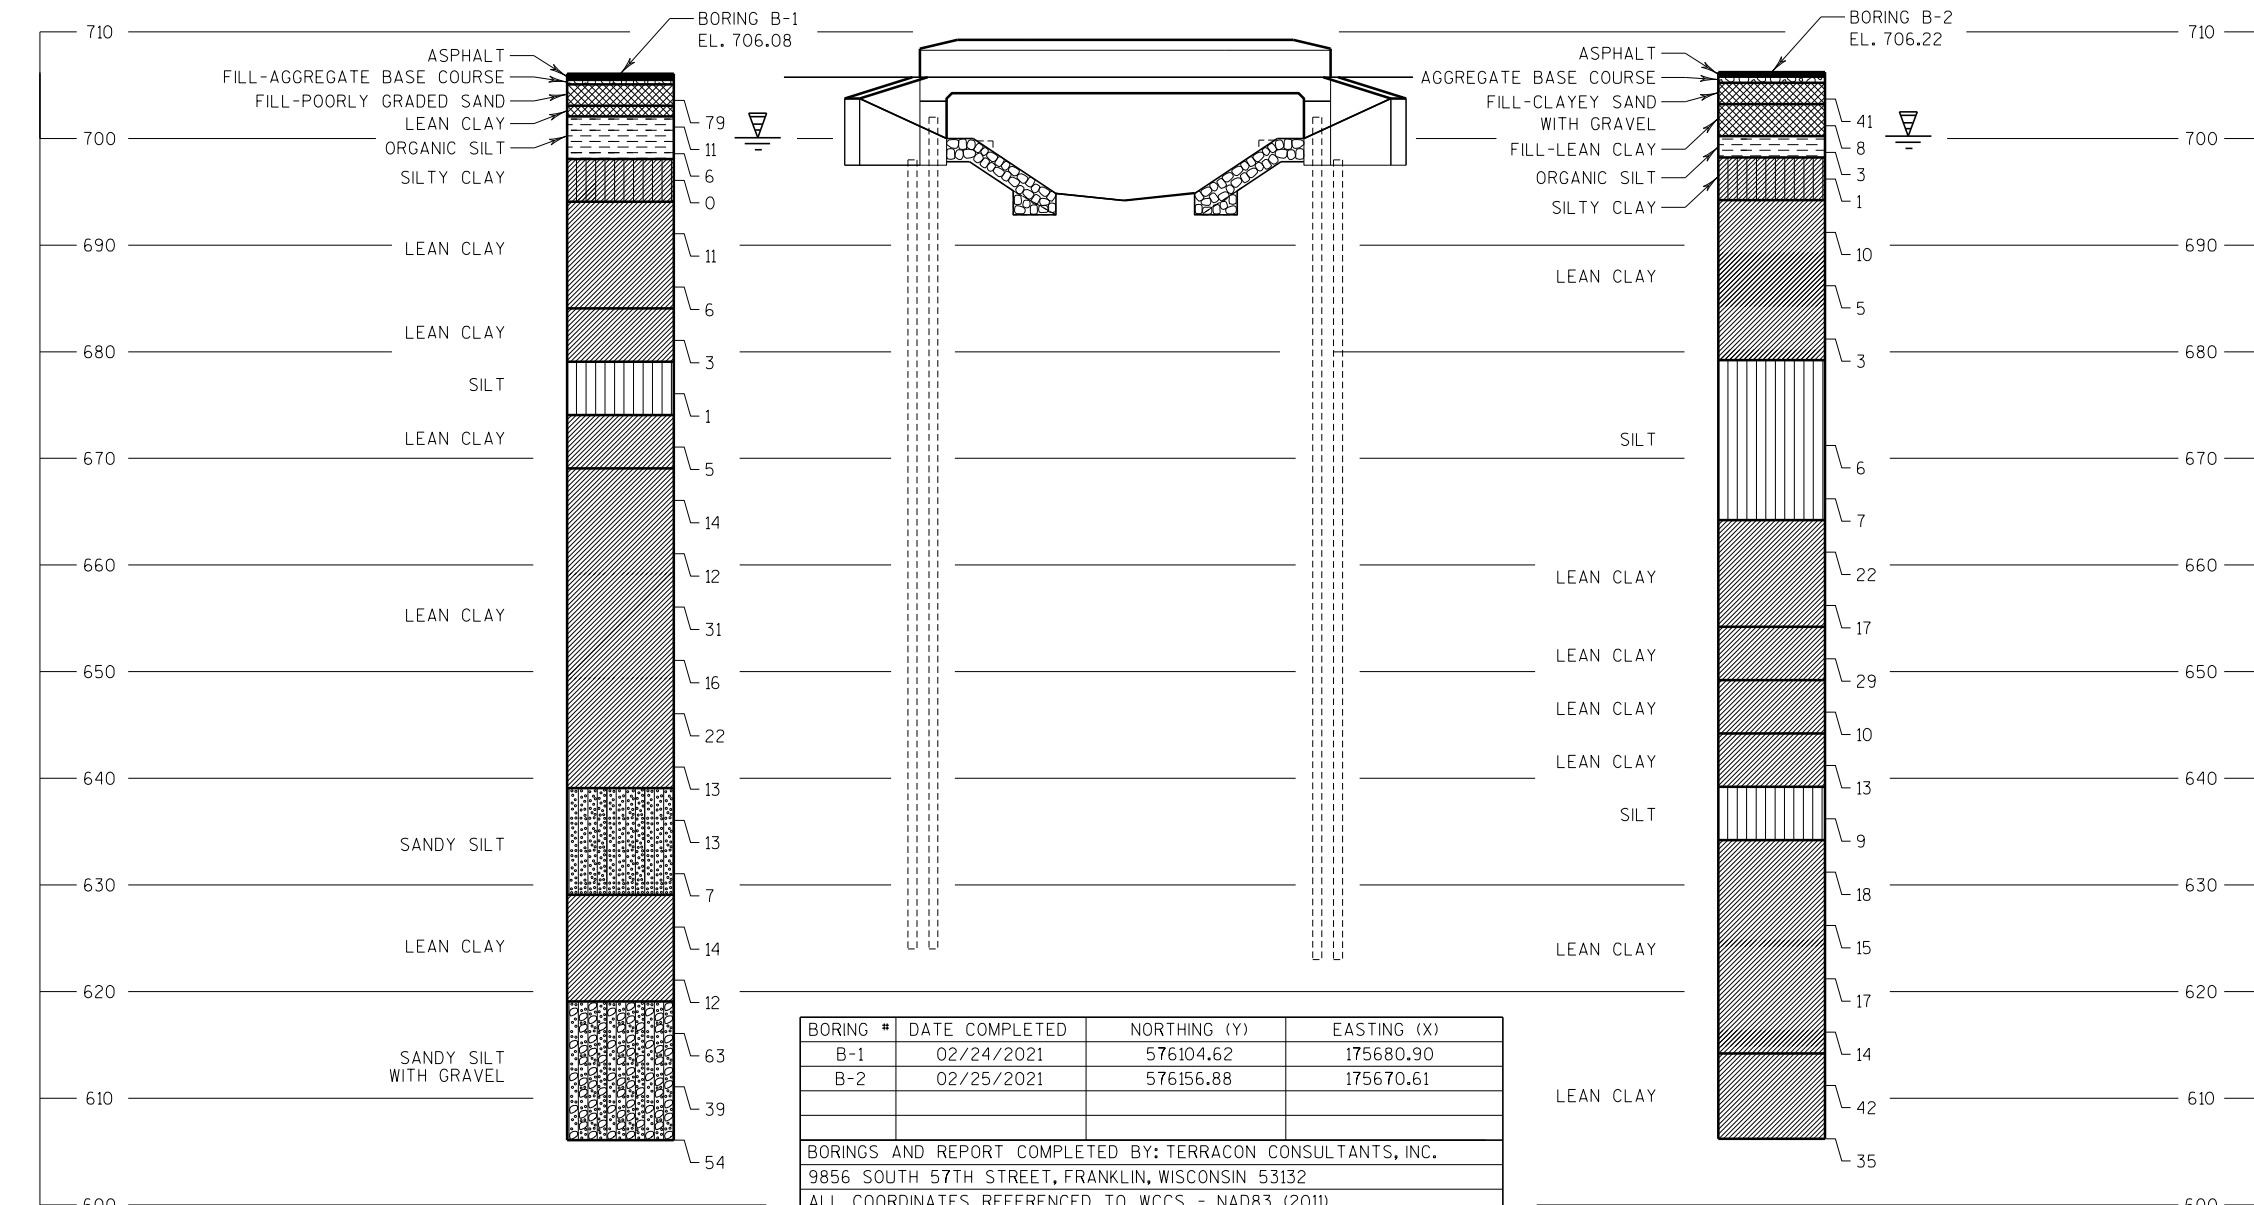 710
BORING B-1
EL. 706.08
BORING B-2
EL. 706.22
710
ASPHALT
FILL-AGGREGATE BASE COURSE
FILL-POORLY GRADED SAND
LEAN CLAY
ORGANIC SILT
SILTY CLAY
LEAN CLAY
LEAN CLAY
SILT
LEAN CLAY
LEAN CLAY
SANDY SILT
LEAN CLAY
SANDY SILT
WITH GRAVEL
700
690
680
670
660
650
640
630
620
610
600
79
11
6
0
11
6
3
1
5
14
12
31
16
22
13
13
7
14
12
63
39
54
ASPHALT
AGGREGATE BASE COURSE
FILL-CLAYEY SAND
WITH GRAVEL
FILL-LEAN CLAY
ORGANIC SILT
SILTY CLAY
LEAN CLAY
SILT
LEAN CLAY
LEAN CLAY
LEAN CLAY
LEAN CLAY
SILT
LEAN CLAY
LEAN CLAY
41
8
3
1
10
5
3
6
7
22
17
29
10
13
9
18
15
17
14
42
35
700
690
680
670
660
650
640
630
620
610
600
BORING # DATE COMPLETED NORTHING (Y) EASTING (X)
B-1 02/24/2021 576104.62 175680.90
B-2 02/25/2021 576156.88 175670.61
BORINGS AND REPORT COMPLETED BY: TERRACON CONSULTANTS, INC.
9856 SOUTH 57TH STREET, FRANKLIN, WISCONSIN 53132
ALL COORDINATES REFERENCED TO WCCS - NAD83 (2011)